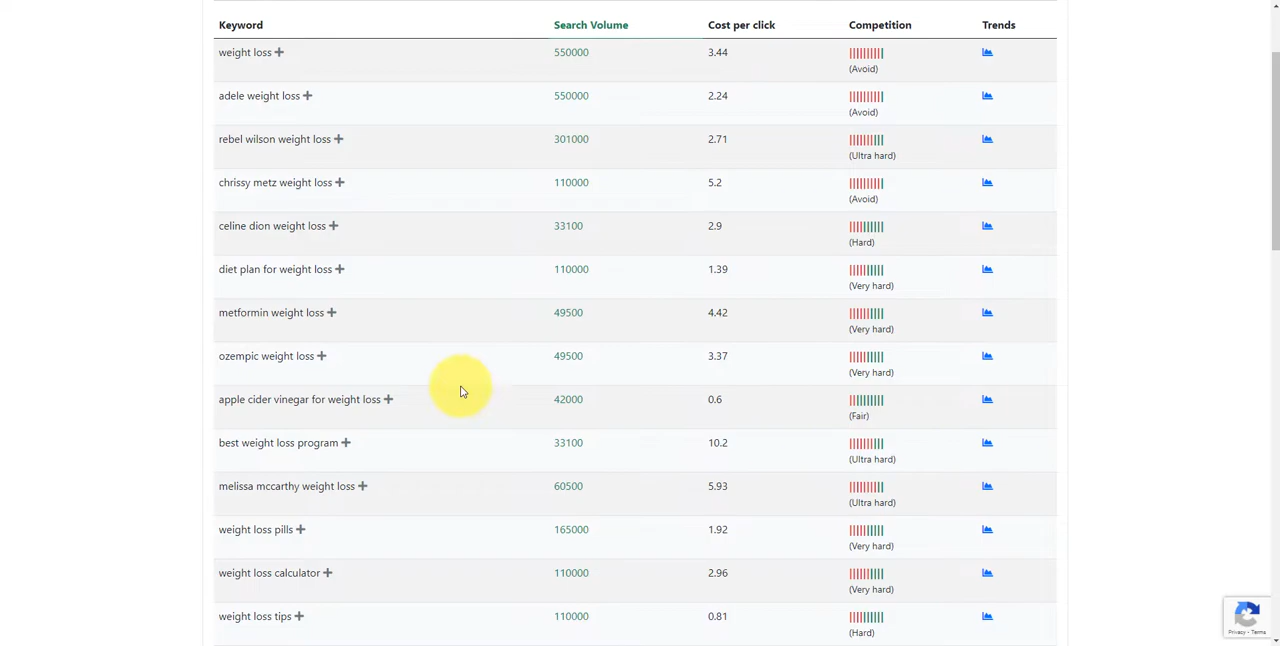 Keyword Search Volume Cost per click Competition Trends
weight loss 550000 3.44
(Avoid)
adele weight loss 550000 2.24
(Avoid)
rebel wilson weight loss 301000 2.71
(Ultra hard)
chrissy metz weight loss 110000 5.2
(Avoid)
celine dion weight loss 33100 2.9
(Hard)
diet plan for weight loss 110000 1.39
(Very hard)
metformin weight loss 49500 4.42
(Very hard)
ozempic weight loss 49500 3.37
(Very hard)
apple cider vinegar for weight loss 42000 0.6
(Fair)
best weight loss program 33100 10.2
(Ultra hard)
melissa mccarthy weight loss 60500 5.93
(Ultra hard)
weight loss pills 165000 1.92
(Very hard)
weight loss calculator 110000 2.96
(Very hard)
weight loss tips 110000 0.81
(Hard)
Privacy - Terms